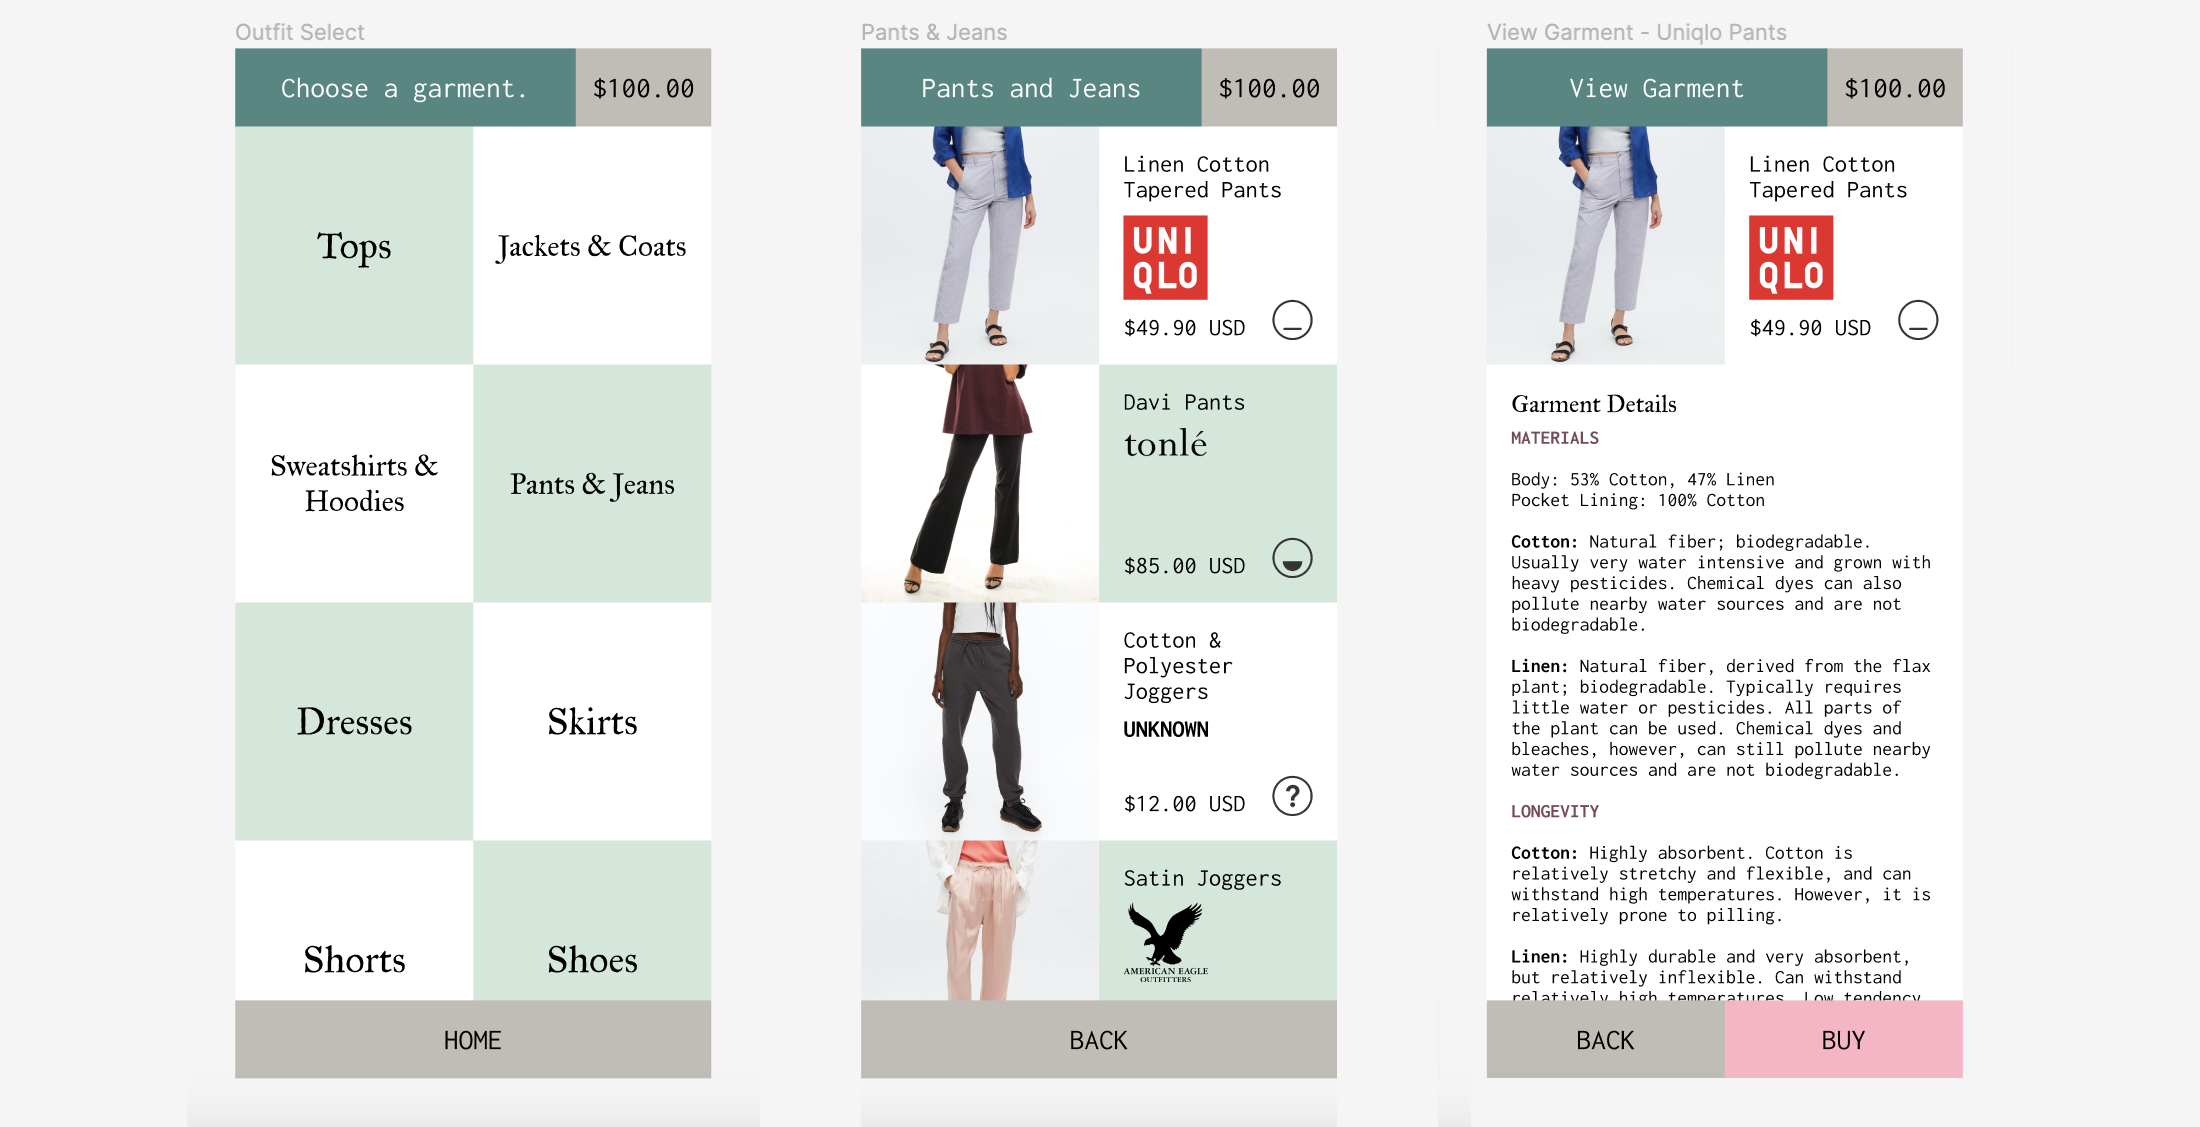 Outfit Select
Choose a garment.
$100.00
Tops
Jackets & Coats
Sweatshirts &
Hoodies
Pants & Jeans
Dresses
Skirts
Shorts
Shoes
HOME
Pants & Jeans
Pants and Jeans
$100.00
Linen Cotton
Tapered Pants
UNI
QLO
$49.90 USD
Davi Pants
tonlé
$85.00 USD
Cotton &
Polyester
Joggers
UNKNOWN
$12.00 USD
?
Satin Joggers
AMERICAN EAGLE
OUTFITTERS
BACK
View Garment - Uniqlo Pants
View Garment
$100.00
Linen Cotton
Tapered Pants
UNI
QLO
$49.90 USD
Garment Details
MATERIALS
Body: 53% Cotton, 47% Linen
Pocket Lining: 100% Cotton
Cotton: Natural fiber; biodegradable.
Usually very water intensive and grown with
heavy pesticides. Chemical dyes can also
pollute nearby water sources and are not
biodegradable.
Linen: Natural fiber, derived from the flax
plant; biodegradable. Typically requires
little water or pesticides. All parts of
the plant can be used. Chemical dyes and
bleaches, however, can still pollute nearby
water sources and are not biodegradable.
LONGEVITY
Cotton: Highly absorbent. Cotton is
relatively stretchy and flexible, and can
withstand high temperatures. However, it is
relatively prone to pilling.
Linen: Highly durable and very absorbent,
but relatively inflexible. Can withstand
relatively high temperatures. Low tendency
BACK
BUY